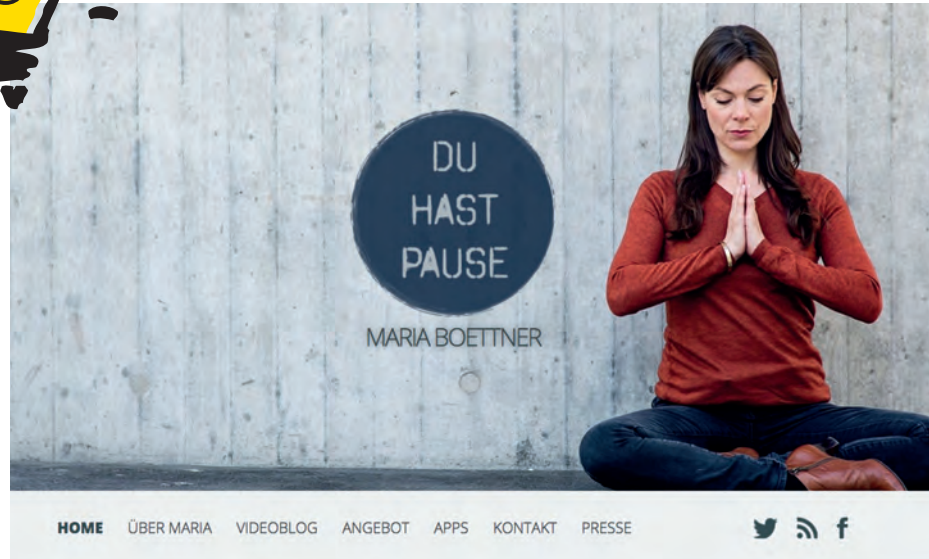 DU
HAST
PAUSE
MARIA BOETTNER
HOME ÜBER MARIA VIDEOBLOG ANGEBOT APPS KONTAKT PRESSE